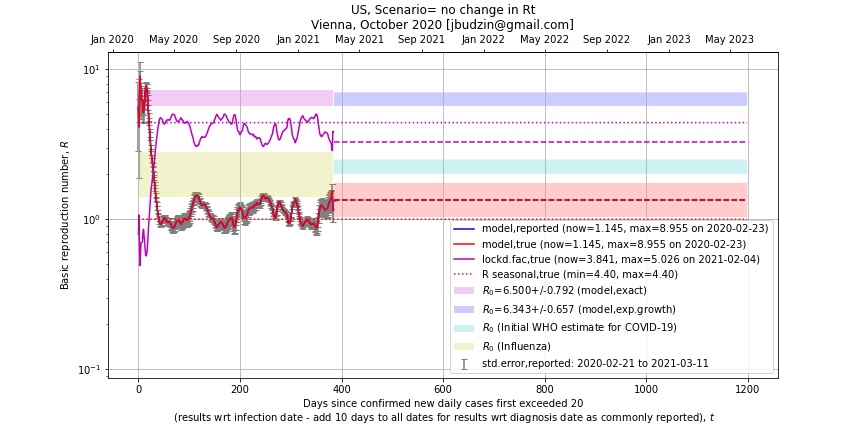 US, Scenario= no change in Rt
Vienna, October 2020 [jbudzin@gmail.com]
Jan 2020 May 2020 Sep 2020 Jan 2021 May 2021 Sep 2021 Jan 2022 May 2022 Sep 2022 Jan 2023 May 2023
10¹
10⁰
10⁻¹
Basic reproduction number, R
model,reported (now=1.145, max=8.955 on 2020-02-23)
model,true (now=1.145, max=8.955 on 2020-02-23)
lockd.fac,true (now=3.841, max=5.026 on 2021-02-04)
R seasonal,true (min=4.40, max=4.40)
R₀=6.500+/-0.792 (model,exact)
R₀=6.343+/-0.657 (model,exp.growth)
R₀ (Initial WHO estimate for COVID-19)
R₀ (Influenza)
std.error,reported: 2020-02-21 to 2021-03-11
0 200 400 600 800 1000 1200
Days since confirmed new daily cases first exceeded 20
(results wrt infection date - add 10 days to all dates for results wrt diagnosis date as commonly reported), t